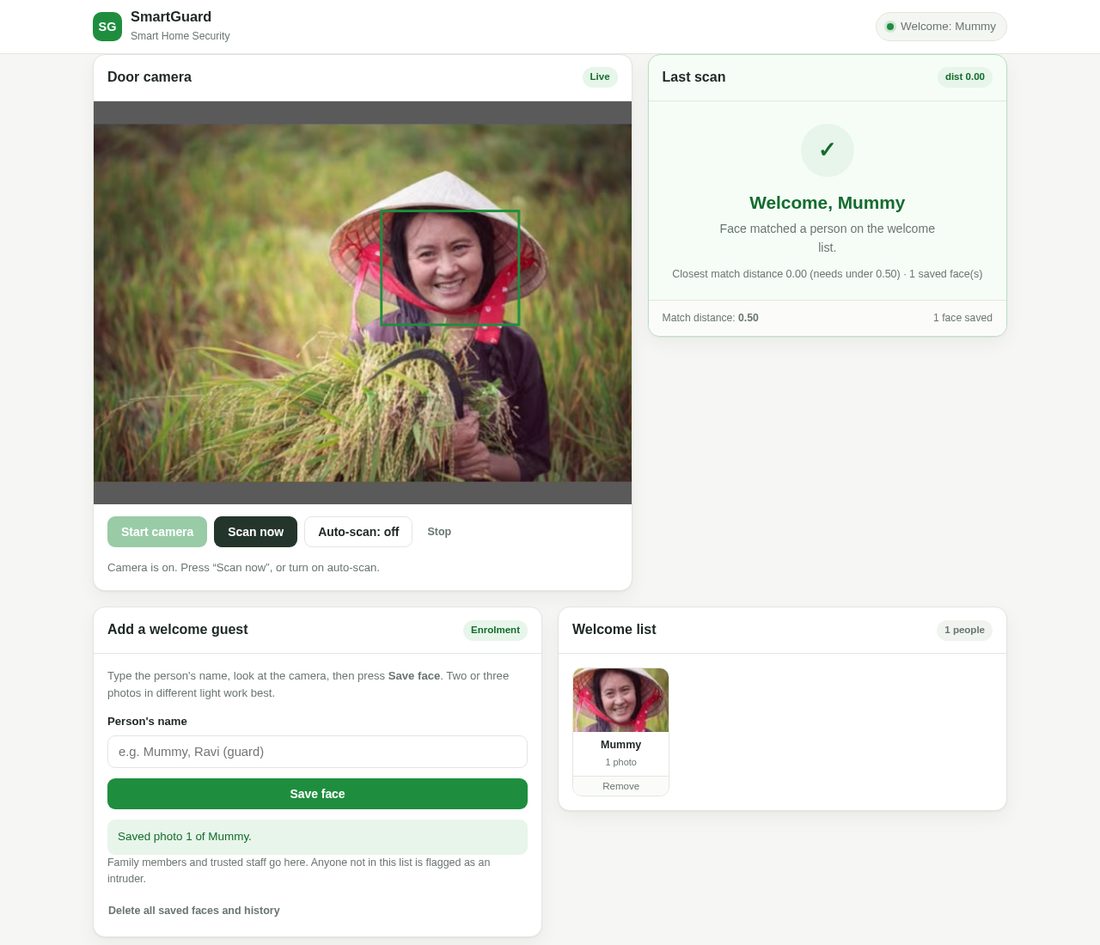 SG
SmartGuard
Smart Home Security
Welcome: Mummy
Door camera
Live
Start camera
Scan now
Auto-scan: off
Stop
Camera is on. Press “Scan now”, or turn on auto-scan.
Last scan
dist 0.00
✓
Welcome, Mummy
Face matched a person on the welcome
list.
Closest match distance 0.00 (needs under 0.50) · 1 saved face(s)
Match distance: 0.50
1 face saved
Add a welcome guest
Enrolment
Type the person's name, look at the camera, then press Save face. Two or three
photos in different light work best.
Person's name
e.g. Mummy, Ravi (guard)
Save face
Saved photo 1 of Mummy.
Family members and trusted staff go here. Anyone not in this list is flagged as an
intruder.
Delete all saved faces and history
Welcome list
1 people
Mummy
1 photo
Remove